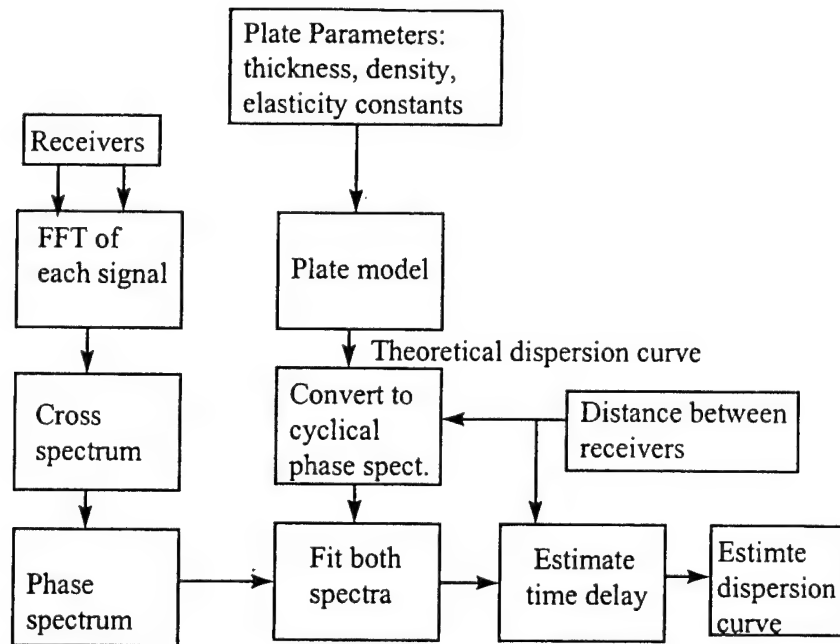 Plate Parameters:
thickness, density,
elasticity constants
Receivers
FFT of
each signal
Plate model
Theoretical dispersion curve
Cross
spectrum
Convert to
cyclical
phase spect.
Distance between
receivers
Phase
spectrum
Fit both
spectra
Estimate
time delay
Estimte
dispersion
curve